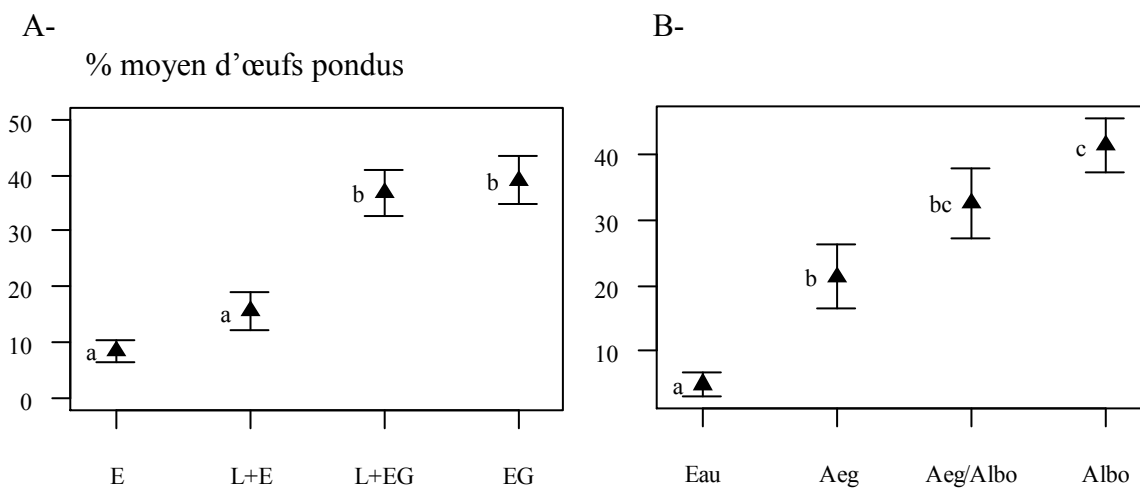 A-
% moyen d’œufs pondus
50
40
30
20
10
0
a
a
b
b
E L+E L+EG EG
B-
40
30
20
10
a
b
bc
c
Eau Aeg Aeg/Albo Albo